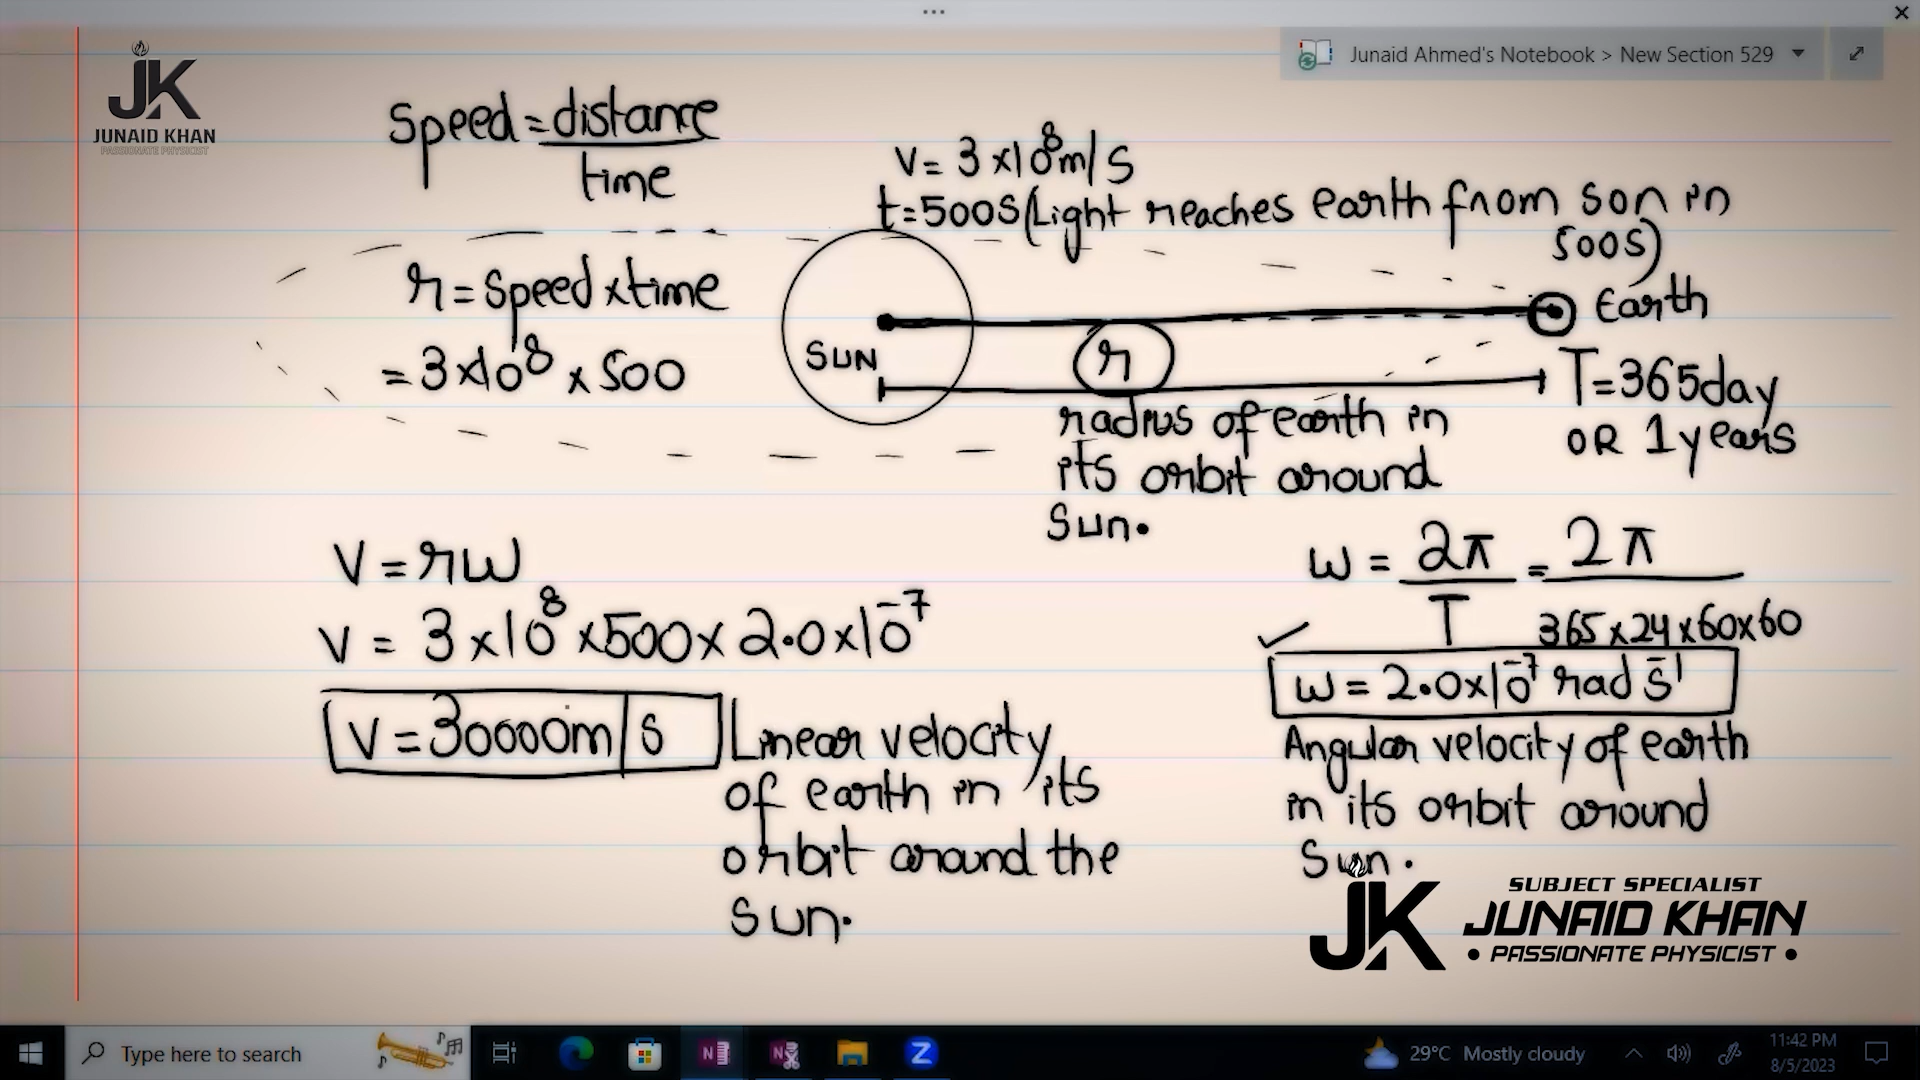 ...
Junaid Ahmed's Notebook > New Section 529
JK
JUNAID KHAN
PASSIONATE PHYSICIST
Speed = distance
time
V = 3 x 10⁸ m/s
t = 500s (Light reaches earth from son in
500s)
r = Speed x time
= 3 x 10⁸ x 500
SUN
r
Earth
T = 365 day
OR 1 years
radius of earth in
its orbit around
Sun.
V = rω
V = 3 x 10⁸ x 500 x 2.0 x 10⁻⁷
V = 30000m/s
Linear velocity
of earth in its
orbit around the
Sun.
ω = 2π = 2π
T 365 x 24 x 60 x 60
ω = 2.0 x 10⁻⁷ rad s⁻¹
Angular velocity of earth
in its orbit around
Sun.
JK
SUBJECT SPECIALIST
JUNAID KHAN
• PASSIONATE PHYSICIST •
Type here to search
29°C Mostly cloudy
11:42 PM
8/5/2023